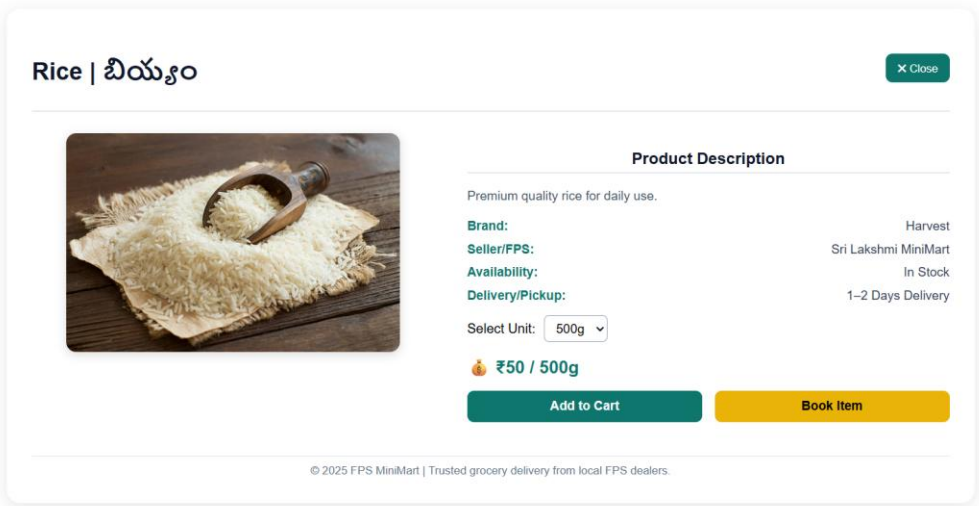 Rice | బియ్యం
✕ Close
Product Description
Premium quality rice for daily use.
Brand: Harvest
Seller/FPS: Sri Lakshmi MiniMart
Availability: In Stock
Delivery/Pickup: 1–2 Days Delivery
Select Unit: 500g
💰 ₹50 / 500g
Add to Cart Book Item
© 2025 FPS MiniMart | Trusted grocery delivery from local FPS dealers.